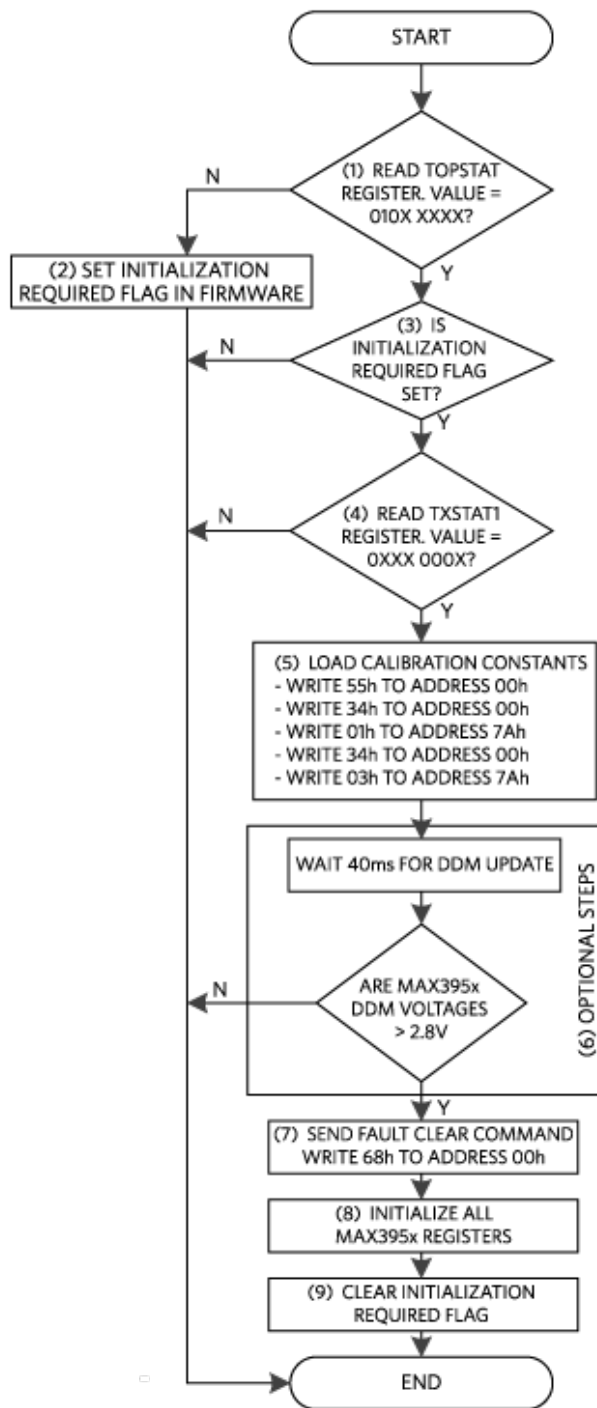 START
(1) READ TOPSTAT
REGISTER. VALUE =
010X XXXX?
N
Y
(2) SET INITIALIZATION
REQUIRED FLAG IN FIRMWARE
(3) IS
INITIALIZATION
REQUIRED FLAG
SET?
N
Y
(4) READ TXSTAT1
REGISTER. VALUE =
0XXX 000X?
N
Y
(5) LOAD CALIBRATION CONSTANTS
- WRITE 55h TO ADDRESS 00h
- WRITE 34h TO ADDRESS 00h
- WRITE 01h TO ADDRESS 7Ah
- WRITE 34h TO ADDRESS 00h
- WRITE 03h TO ADDRESS 7Ah
WAIT 40ms FOR DDM UPDATE
ARE MAX395x
DDM VOLTAGES
> 2.8V
N
Y
(6) OPTIONAL STEPS
(7) SEND FAULT CLEAR COMMAND
WRITE 68h TO ADDRESS 00h
(8) INITIALIZE ALL
MAX395x REGISTERS
(9) CLEAR INITIALIZATION
REQUIRED FLAG
END